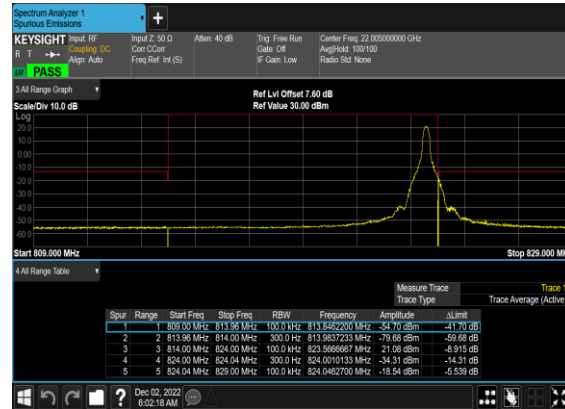 Spectrum Analyzer 1
Spurious Emissions
KEYSIGHT Input: RF Input Z: 50 Ω Atten: 40 dB Trig: Free Run Center Freq: 22.005000000 GHz
R T Coupling: DC Corr CCorr Gate: Off Avg|Hold: 100/100
Align: Auto Freq Ref: Int (S) IF Gain: Low Radio Std: None
PASS
3 All Range Graph
Ref Lvl Offset 7.60 dB
Scale/Div 10.0 dB Ref Value 30.00 dBm
Log
20.0
10.0
0.00
-10.0
-20.0
-30.0
-40.0
-50.0
-60.0
Start 809.000 MHz Stop 829.000 MH
4 All Range Table
Measure Trace Trace 1
Trace Type Trace Average (Active
Spur Range Start Freq Stop Freq RBW Frequency Amplitude ΔLimit
1 1 809.00 MHz 813.96 MHz 100.0 kHz 813.8462200 MHz -54.70 dBm -41.70 dB
2 2 813.96 MHz 814.00 MHz 300.0 Hz 813.9837233 MHz -79.68 dBm -59.68 dB
3 3 814.00 MHz 824.00 MHz 100.0 kHz 823.5666667 MHz 21.08 dBm -8.915 dB
4 4 824.00 MHz 824.04 MHz 300.0 Hz 824.0010133 MHz -34.31 dBm -14.31 dB
5 5 824.04 MHz 829.00 MHz 100.0 kHz 824.0462700 MHz -18.54 dBm -5.539 dB
? Dec 02, 2022
6:02:18 AM